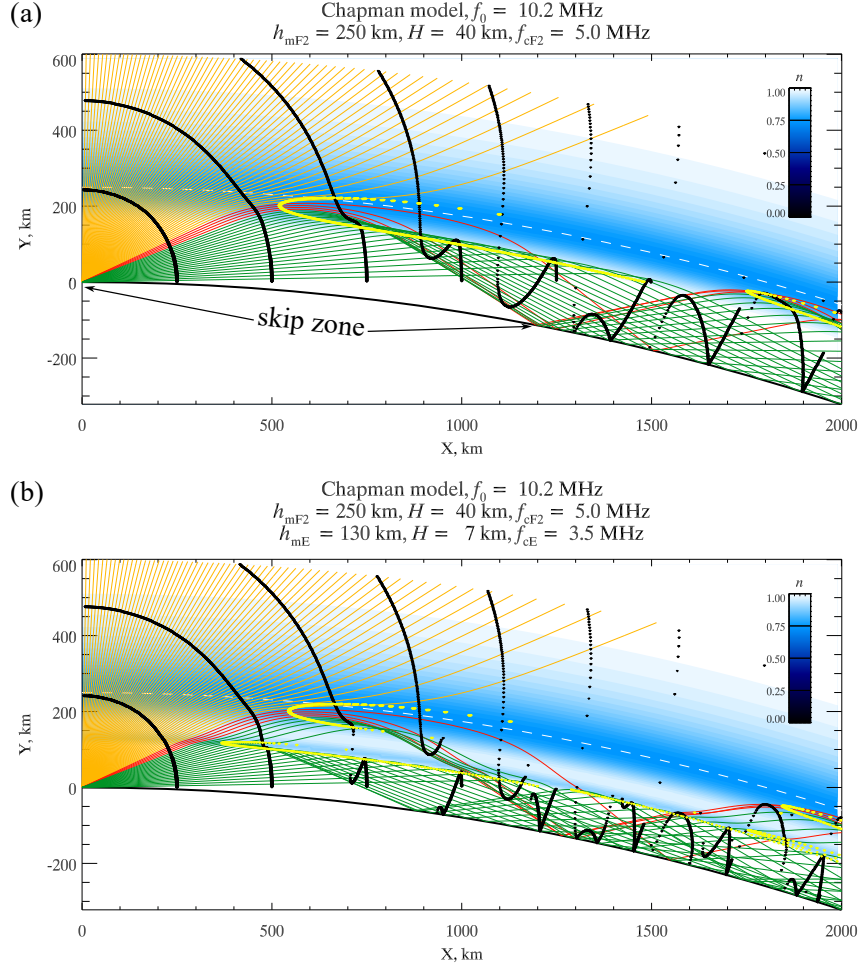 (a)
Chapman model, f₀ = 10.2 MHz
hmF2 = 250 km, H = 40 km, fcF2 = 5.0 MHz
600
400
200
0
-200
Y, km
n
1.00
0.75
0.50
0.25
0.00
skip zone
0 500 1000 1500 2000
X, km
(b)
Chapman model, f₀ = 10.2 MHz
hmF2 = 250 km, H = 40 km, fcF2 = 5.0 MHz
hmE = 130 km, H = 7 km, fcE = 3.5 MHz
600
400
200
0
-200
Y, km
n
1.00
0.75
0.50
0.25
0.00
0 500 1000 1500 2000
X, km